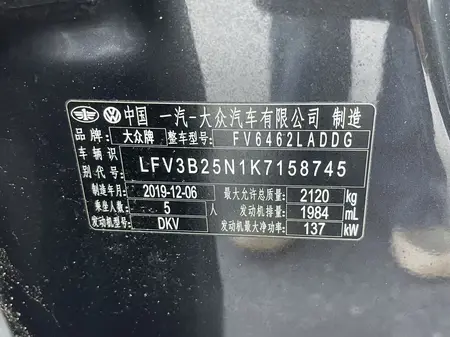 中国 一汽-大众汽车有限公司 制造
品牌: 大众牌 整车型号: FV6462LADDG
车辆识别代号: LFV3B25N1K7158745
制造年月 2019-12-06 最大允许总质量: 2120 kg
乘坐人数: 5 人 发动机排量: 1984 mL
发动机型号: DKV 发动机最大净功率: 137 kW